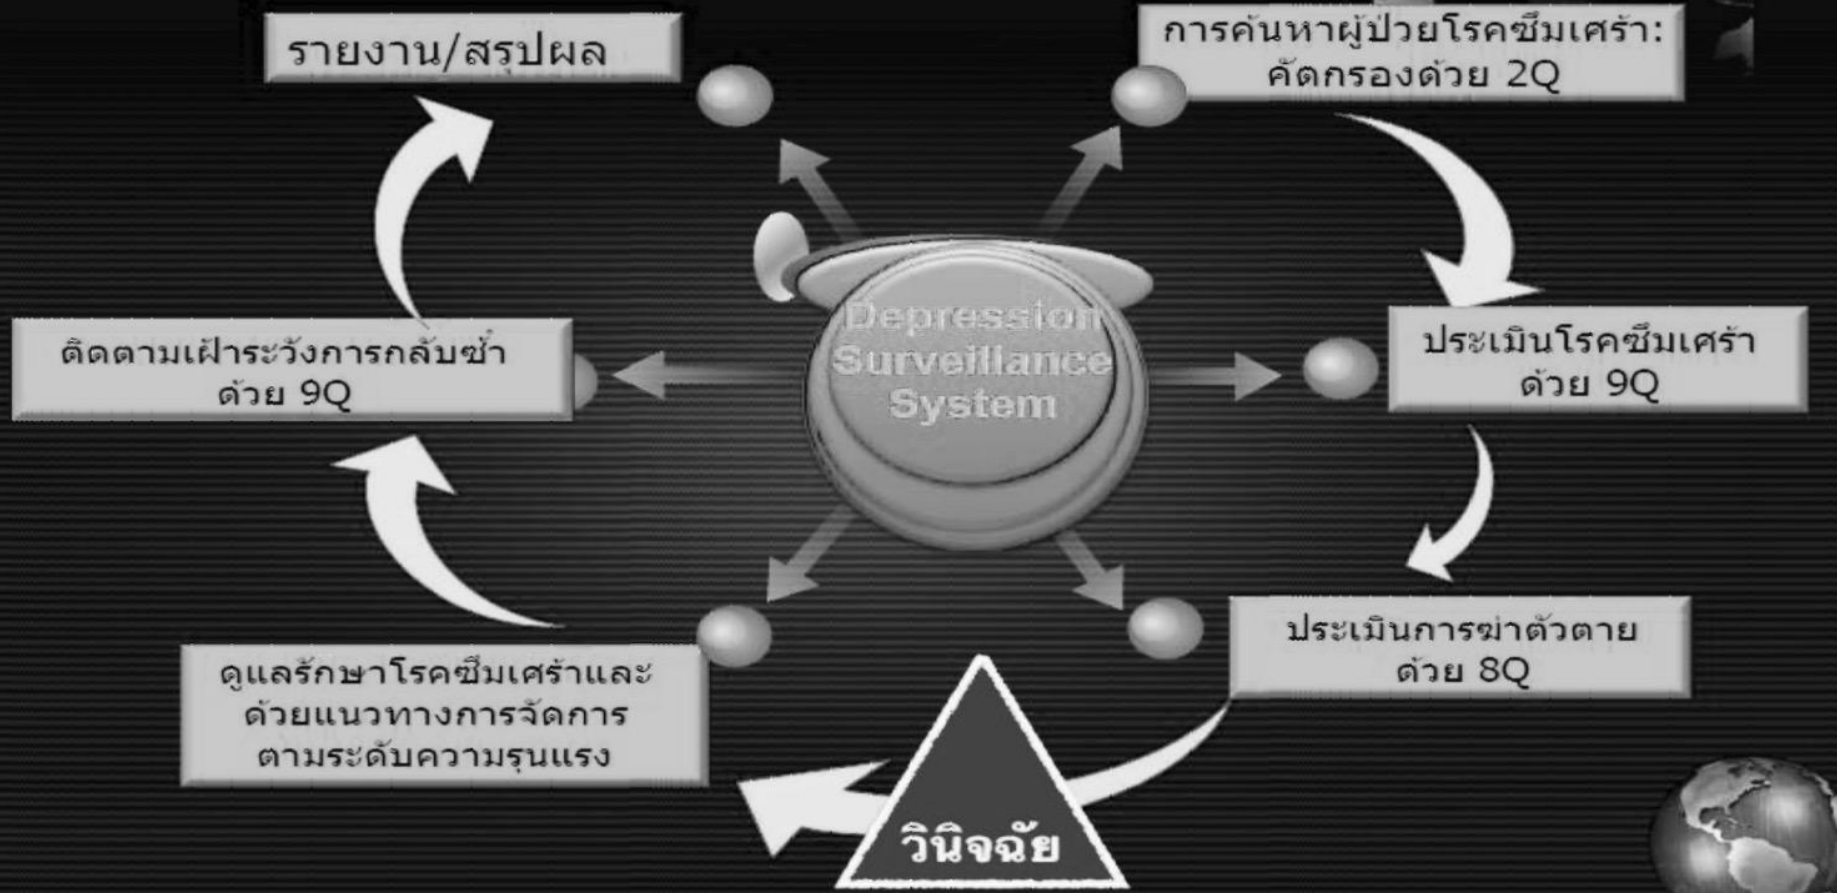 รายงาน/สรุปผล
การค้นหาผู้ป่วยโรคซึมเศร้า:
คัดกรองด้วย 2Q
Depression
Surveillance
System
ติดตามเฝ้าระวังการกลับซ้ำ
ด้วย 9Q
ประเมินโรคซึมเศร้า
ด้วย 9Q
ประเมินการฆ่าตัวตาย
ด้วย 8Q
ดูแลรักษาโรคซึมเศร้าและ
ด้วยแนวทางการจัดการ
ตามระดับความรุนแรง
วินิจฉัย